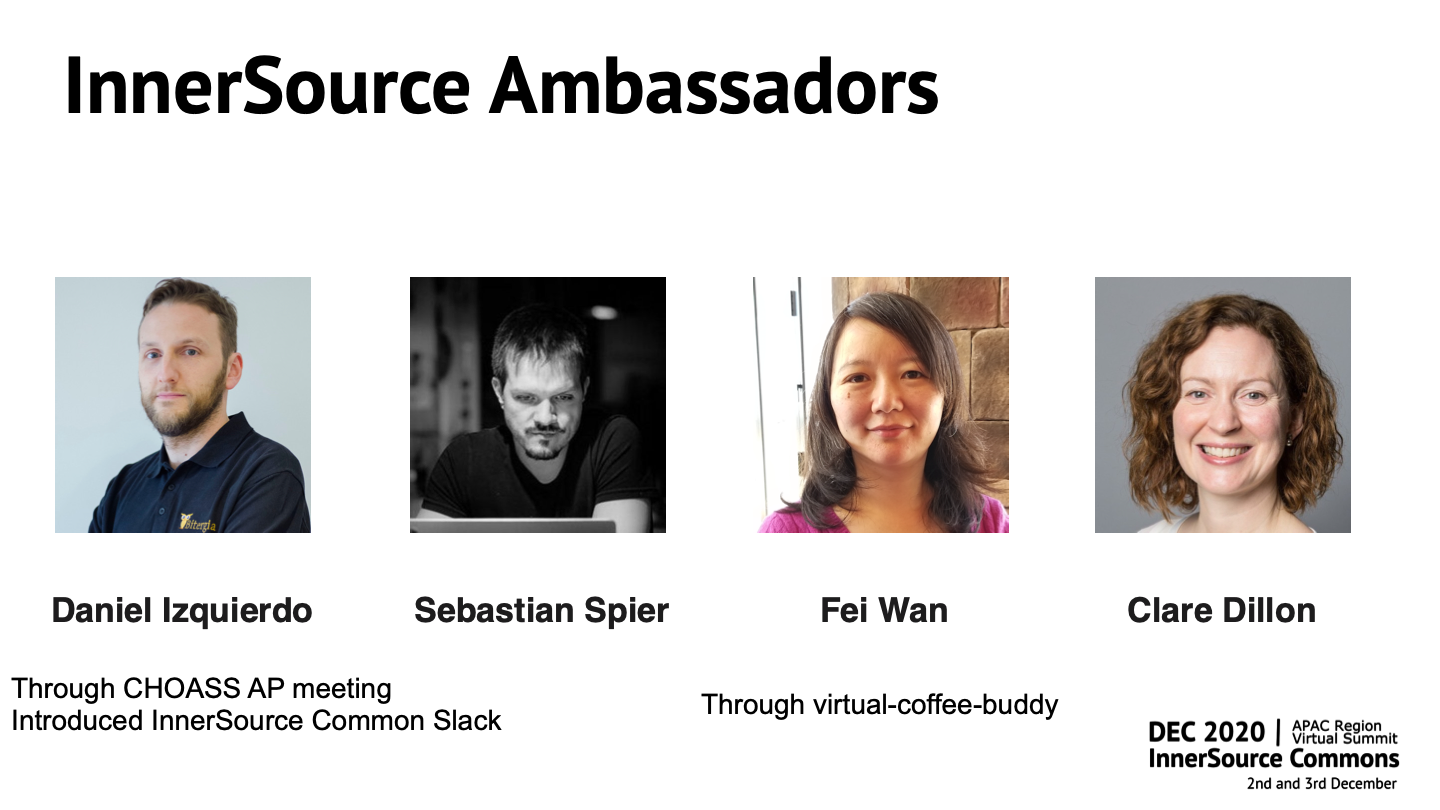 InnerSource Ambassadors
Bitergia
Daniel Izquierdo
Sebastian Spier
Fei Wan
Clare Dillon
Through CHOASS AP meeting
Introduced InnerSource Common Slack
Through virtual-coffee-buddy
DEC 2020 | APAC Region
Virtual Summit
InnerSource Commons
2nd and 3rd December